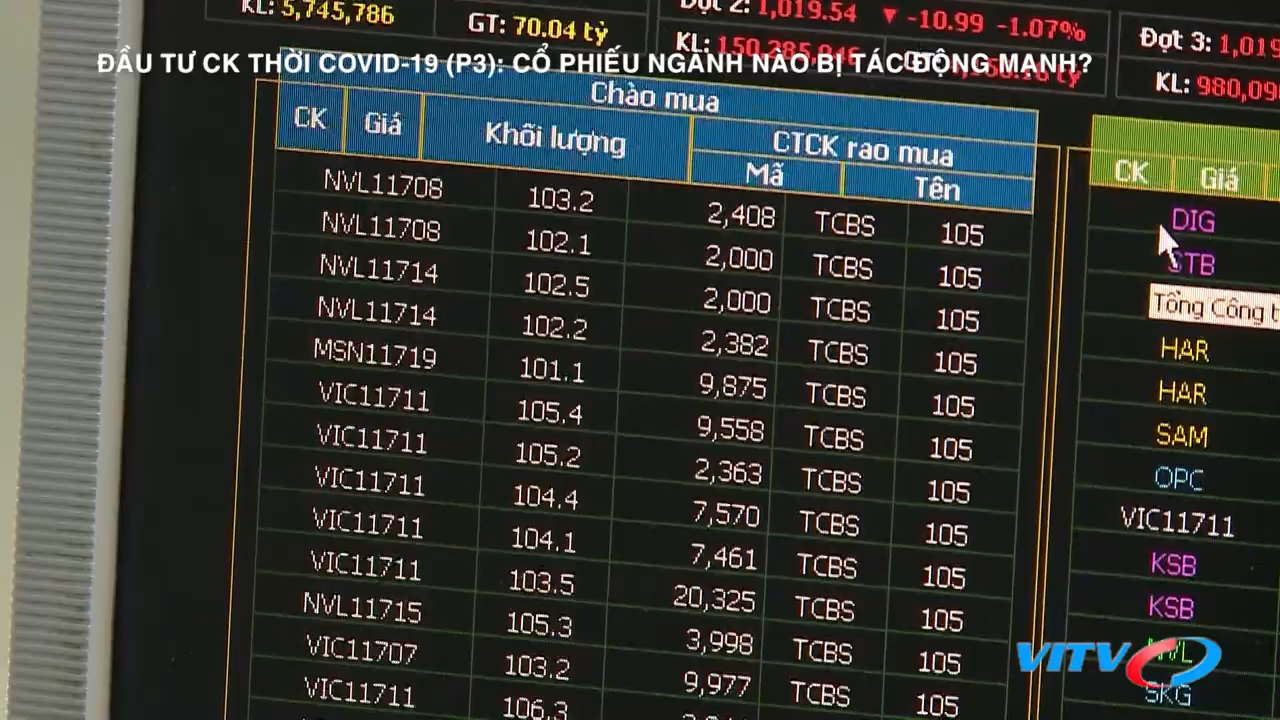 KL: 5,745,786
GT: 70.04 tỷ
Đợt 2: 1,019.54 ▼ -10.99 -1.07%
KL: 150,285,946
Đợt 3: 1,019
KL: 980,09
ĐẦU TƯ CK THỜI COVID-19 (P3): CỔ PHIẾU NGÀNH NÀO BỊ TÁC ĐỘNG MẠNH?
Chào mua
CK Giá Khối lượng CTCK rao mua
Mã Tên
CK Giá
NVL11708 103.2 2,408 TCBS 105
NVL11708 102.1 2,000 TCBS 105
NVL11714 102.5 2,000 TCBS 105
NVL11714 102.2 2,382 TCBS 105
MSN11719 101.1 9,875 TCBS 105
VIC11711 105.4 9,558 TCBS 105
VIC11711 105.2 2,363 TCBS 105
VIC11711 104.4 7,570 TCBS 105
VIC11711 104.1 7,461 TCBS 105
VIC11711 103.5 20,325 TCBS 105
NVL11715 105.3 3,998 TCBS 105
VIC11707 103.2 9,977 TCBS 105
VIC11711 106.3
DIG
STB
Tổng Công t
HAR
HAR
SAM
OPC
VIC11711
KSB
KSB
NVL
SKG
VITV